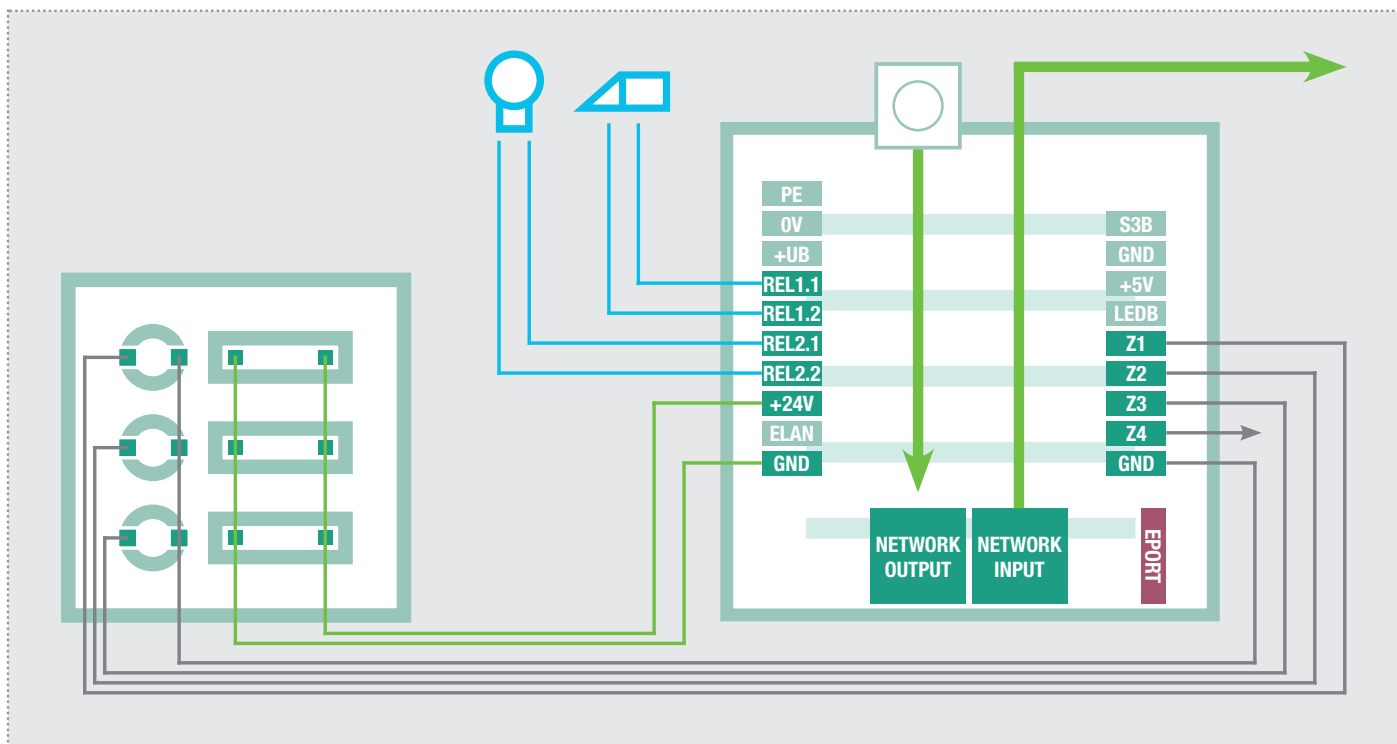 PE
0V
+UB
REL1.1
REL1.2
REL2.1
REL2.2
+24V
ELAN
GND
S3B
GND
+5V
LEDB
Z1
Z2
Z3
Z4
GND
NETWORK
OUTPUT
NETWORK
INPUT
EPORT